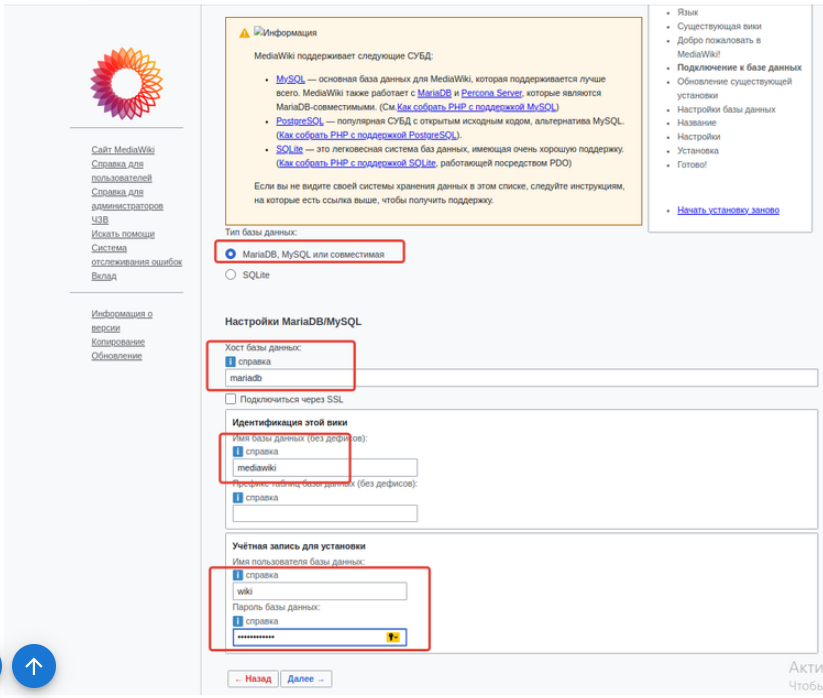 Сайт MediaWiki
Справка для
пользователей
Справка для
администраторов
ЧЗВ
Искать помощи
Система
отслеживания ошибок
Вклад
Информация о
версии
Копирование
Обновление
Информация
MediaWiki поддерживает следующие СУБД:
• MySQL — основная база данных для MediaWiki, которая поддерживается лучше
всего. MediaWiki также работает с MariaDB и Percona Server, которые являются
MariaDB-совместимыми. (См.Как собрать PHP с поддержкой MySQL)
• PostgreSQL — популярная СУБД с открытым исходным кодом, альтернатива MySQL.
(Как собрать PHP с поддержкой PostgreSQL).
• SQLite — это легковесная система баз данных, имеющая очень хорошую поддержку.
(Как собрать PHP с поддержкой SQLite, работающей посредством PDO)
Если вы не видите своей системы хранения данных в этом списке, следуйте инструкциям,
на которые есть ссылка выше, чтобы получить поддержку.
Тип базы данных:
MariaDB, MySQL или совместимая
SQLite
Настройки MariaDB/MySQL
Хост базы данных:
i справка
mariadb
Подключиться через SSL
Идентификация этой вики
Имя базы данных (без дефисов):
i справка
mediawiki
Префикс таблиц базы данных (без дефисов):
i справка
Учётная запись для установки
Имя пользователя базы данных:
i справка
wiki
Пароль базы данных:
i справка
••••••••••••
← Назад
Далее →
• Язык
• Существующая вики
• Добро пожаловать в
MediaWiki!
• Подключение к базе данных
• Обновление существующей
установки
• Настройки базы данных
• Название
• Настройки
• Установка
• Готово!
• Начать установку заново
Акти
Чтобы